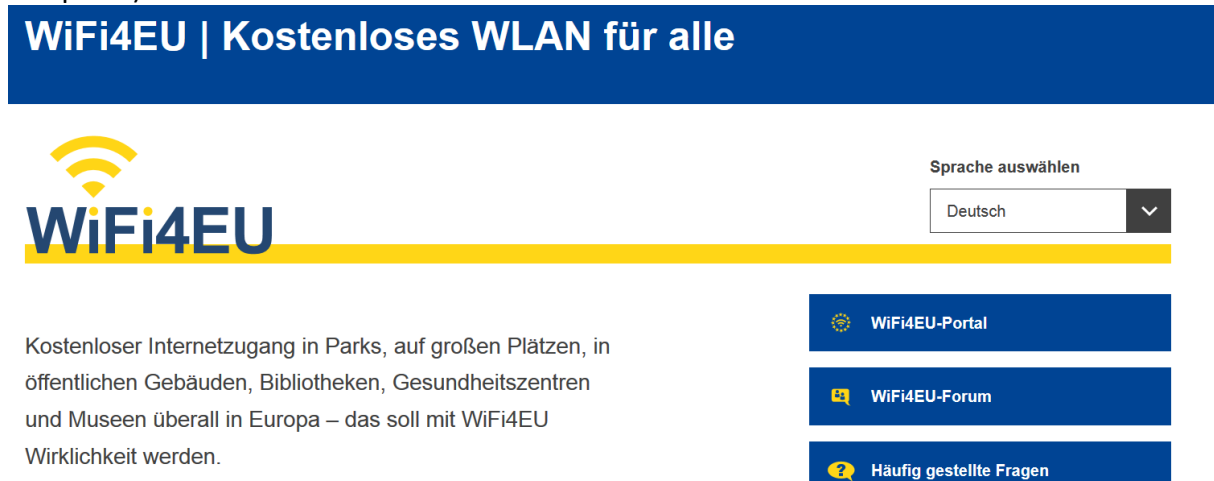 WiFi4EU | Kostenloses WLAN für alle
WiFi4EU
Sprache auswählen
Deutsch
Kostenloser Internetzugang in Parks, auf großen Plätzen, in
öffentlichen Gebäuden, Bibliotheken, Gesundheitszentren
und Museen überall in Europa – das soll mit WiFi4EU
Wirklichkeit werden.
WiFi4EU-Portal
WiFi4EU-Forum
Häufig gestellte Fragen